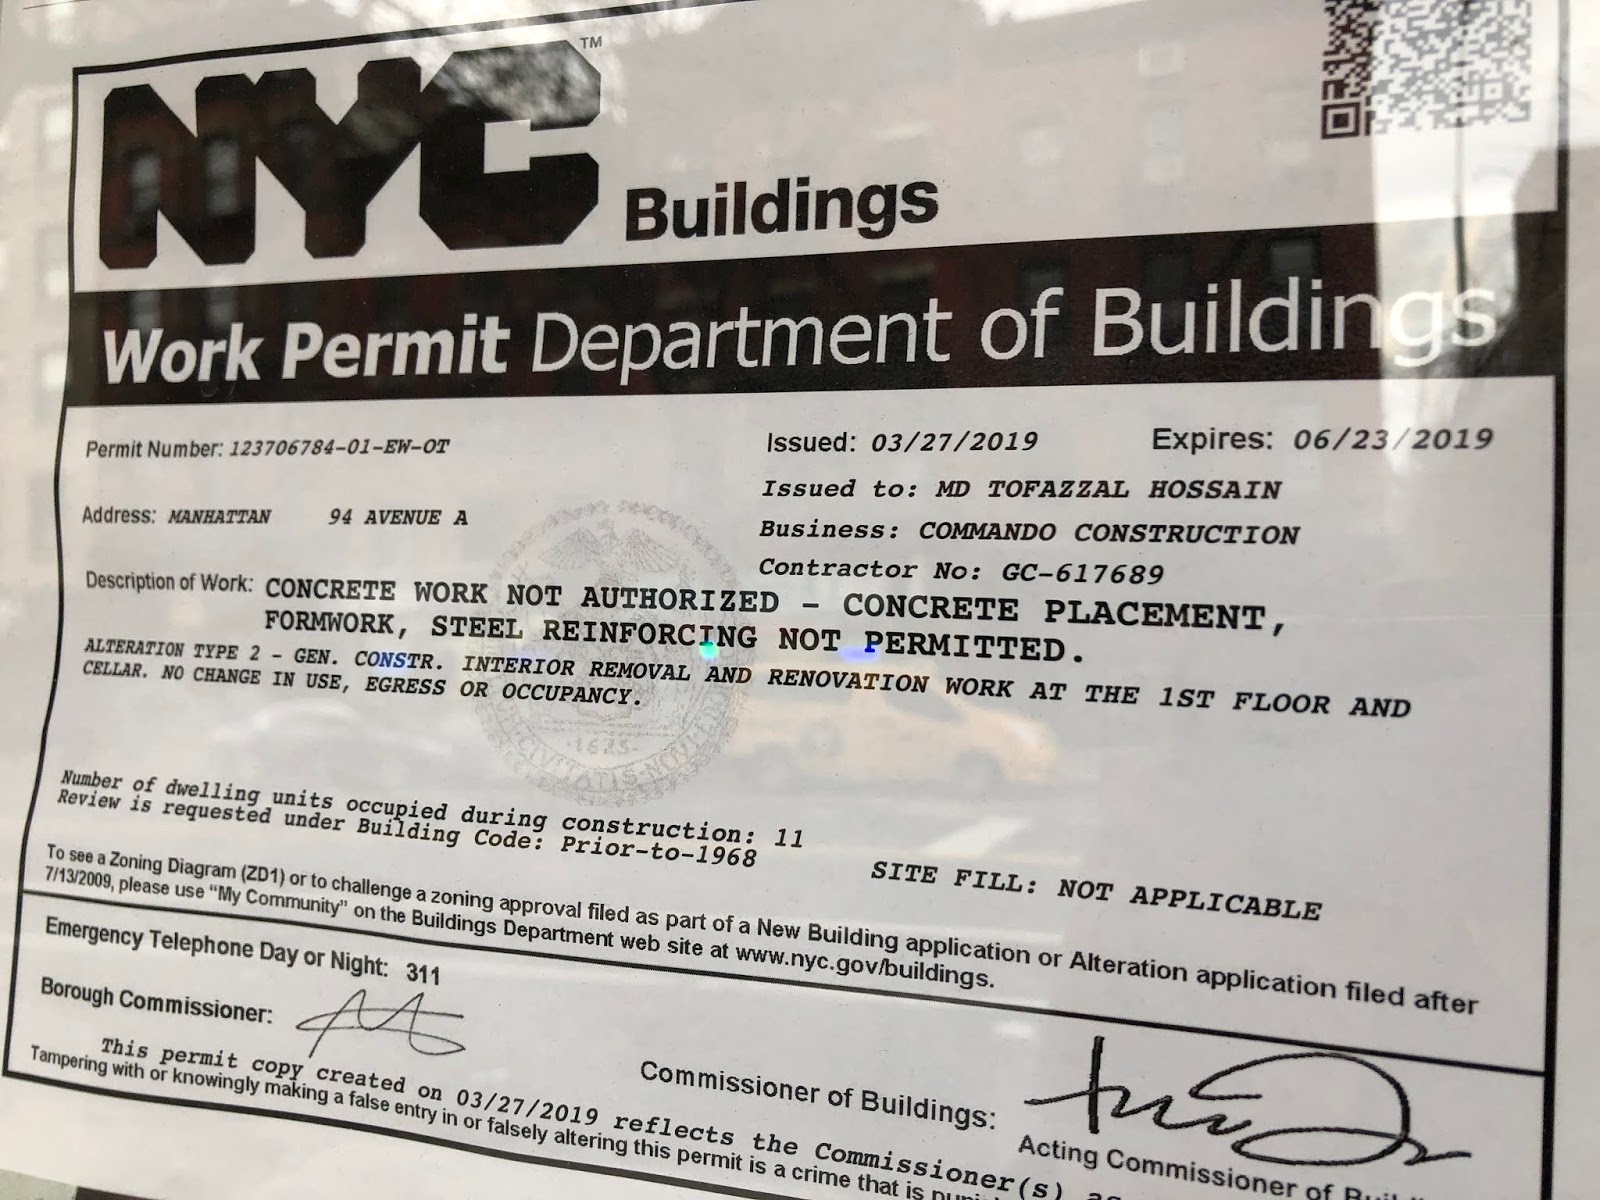 NYC™ Buildings
Work Permit Department of Buildings
Permit Number: 123706784-01-EW-OT
Issued: 03/27/2019 Expires: 06/23/2019
Issued to: MD TOFAZZAL HOSSAIN
Address: MANHATTAN 94 AVENUE A
Business: COMMANDO CONSTRUCTION
Contractor No: GC-617689
Description of Work: CONCRETE WORK NOT AUTHORIZED - CONCRETE PLACEMENT,
FORMWORK, STEEL REINFORCING NOT PERMITTED.
ALTERATION TYPE 2 - GEN. CONSTR. INTERIOR REMOVAL AND RENOVATION WORK AT THE 1ST FLOOR AND
CELLAR. NO CHANGE IN USE, EGRESS OR OCCUPANCY.
·1625·
CIVITATIS·NOVI
Number of dwelling units occupied during construction: 11
Review is requested under Building Code: Prior-to-1968
SITE FILL: NOT APPLICABLE
To see a Zoning Diagram (ZD1) or to challenge a zoning approval filed as part of a New Building application or Alteration application filed after
7/13/2009, please use "My Community" on the Buildings Department web site at www.nyc.gov/buildings.
Emergency Telephone Day or Night: 311
Borough Commissioner:
Commissioner of Buildings:
Acting Commissioner of
This permit copy created on 03/27/2019 reflects the Commissioner(s)
Tampering with or knowingly making a false entry in or falsely altering this permit is a crime that is